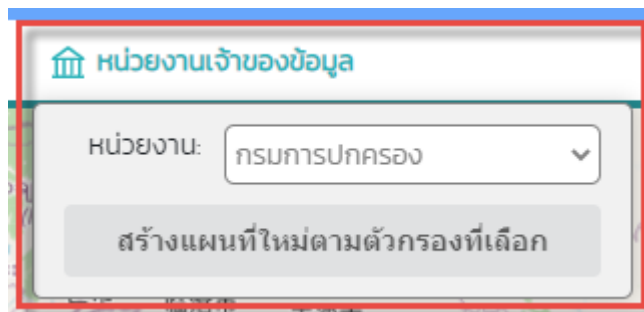 หน่วยงานเจ้าของข้อมูล
หน่วยงาน:
กรมการปกครอง
สร้างแผนที่ใหม่ตามตัวกรองที่เลือก